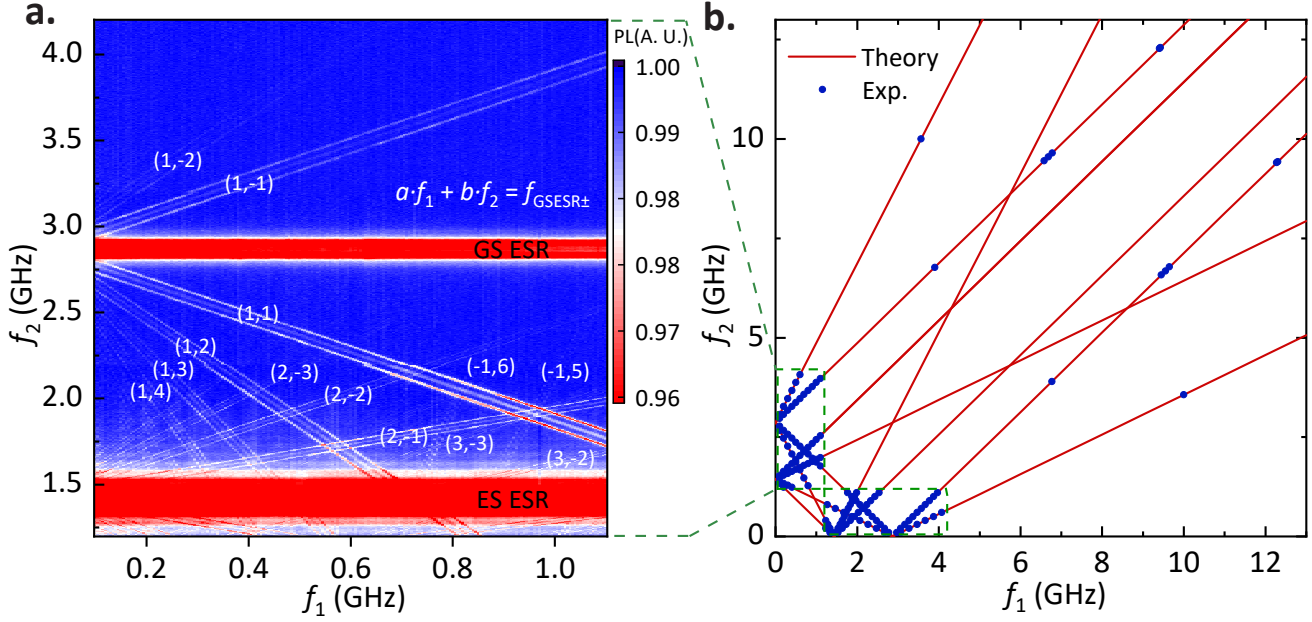 a.
4.0
3.5
3.0
2.5
2.0
1.5
f2 (GHz)
0.2 0.4 0.6 0.8 1.0
f1 (GHz)
(1,-2)
(1,-1)
a·f1 + b·f2 = fGSESR±
GS ESR
(1,1)
(1,2)
(1,3)
(1,4)
(2,-3)
(2,-2)
(-1,6)
(-1,5)
(2,-1)
(3,-3)
(3,-2)
ES ESR
PL(A. U.)
1.00
0.99
0.98
0.98
0.97
0.96
b.
Theory
Exp.
10
5
0
f2 (GHz)
0 2 4 6 8 10 12
f1 (GHz)